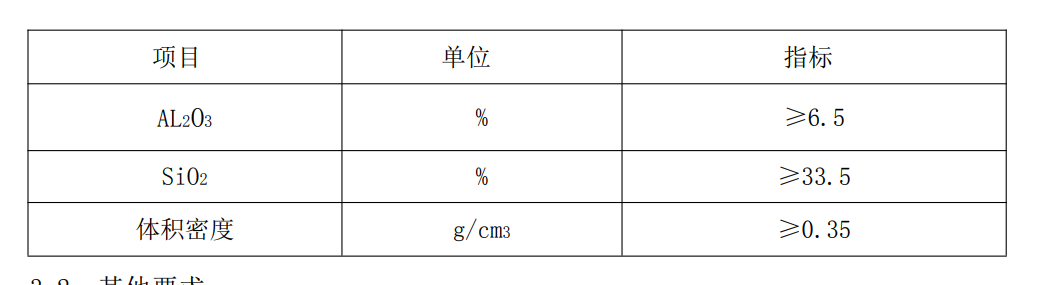 项目 单位 指标
AL₂O₃ % ≥6.5
SiO₂ % ≥33.5
体积密度 g/cm₃ ≥0.35